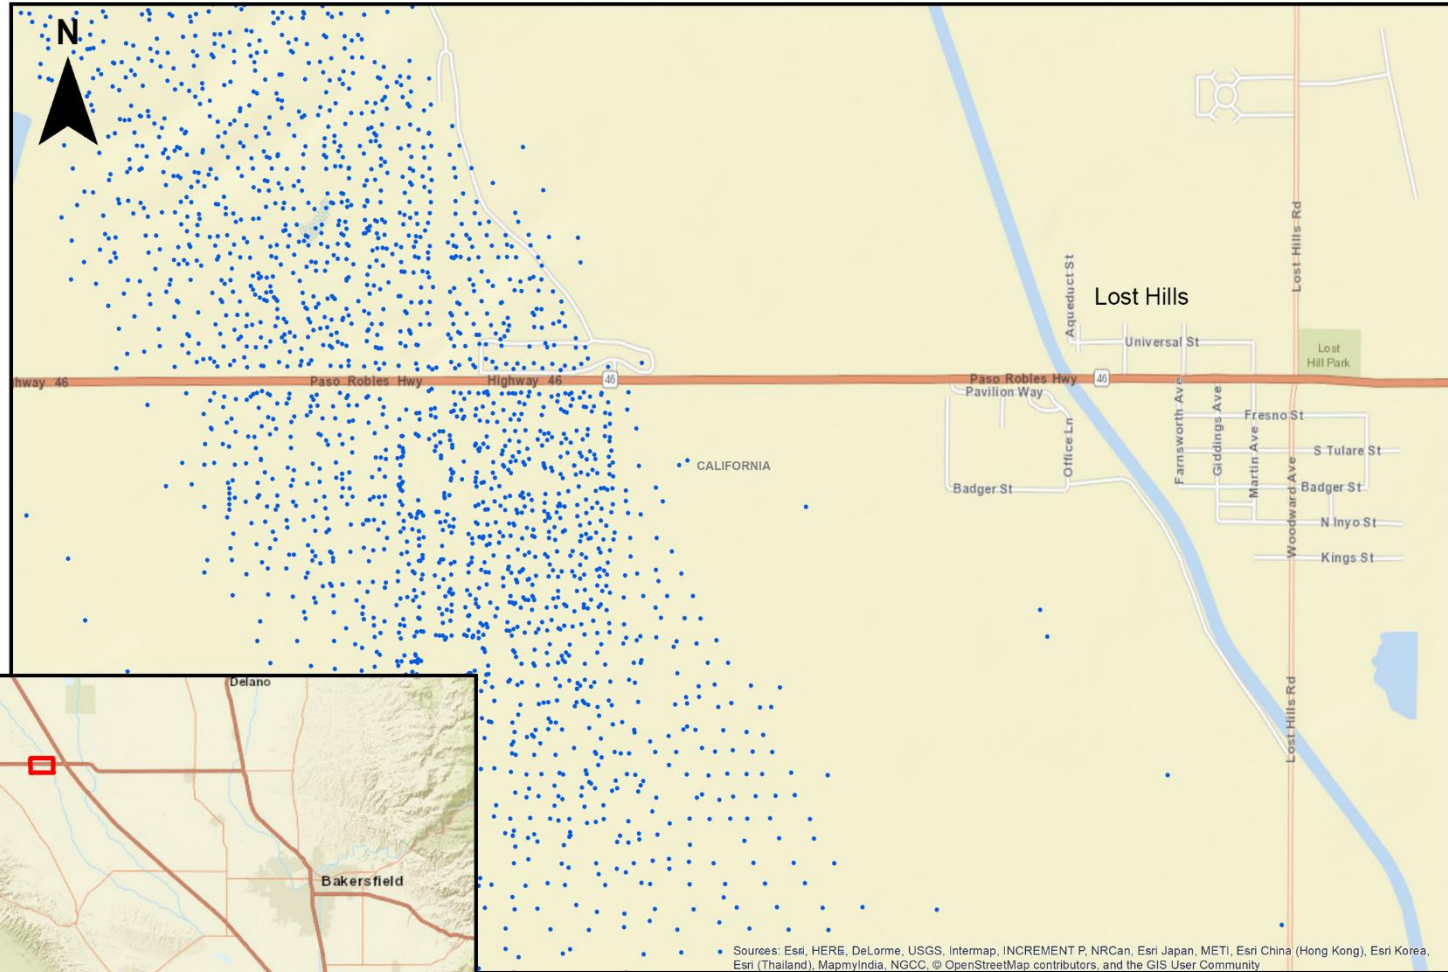 N
Lost Hills Rd
Aqueduct St
Lost Hills
Universal St
Lost
Hill Park
hway 46
Paso Robles Hwy
Highway 46
46
Paso Robles Hwy
46
Pavilion Way
Farnsworth Ave
Giddings Ave
Martin Ave
Fresno St
Office Ln
S Tulare St
CALIFORNIA
Woodward Ave
Badger St
Badger St
N Inyo St
Kings St
Lost Hills Rd
Delano
Bakersfield
Sources: Esri, HERE, DeLorme, USGS, Intermap, INCREMENT P, NRCan, Esri Japan, METI, Esri China (Hong Kong), Esri Korea,
Esri (Thailand), MapmyIndia, NGCC, © OpenStreetMap contributors, and the GIS User Community